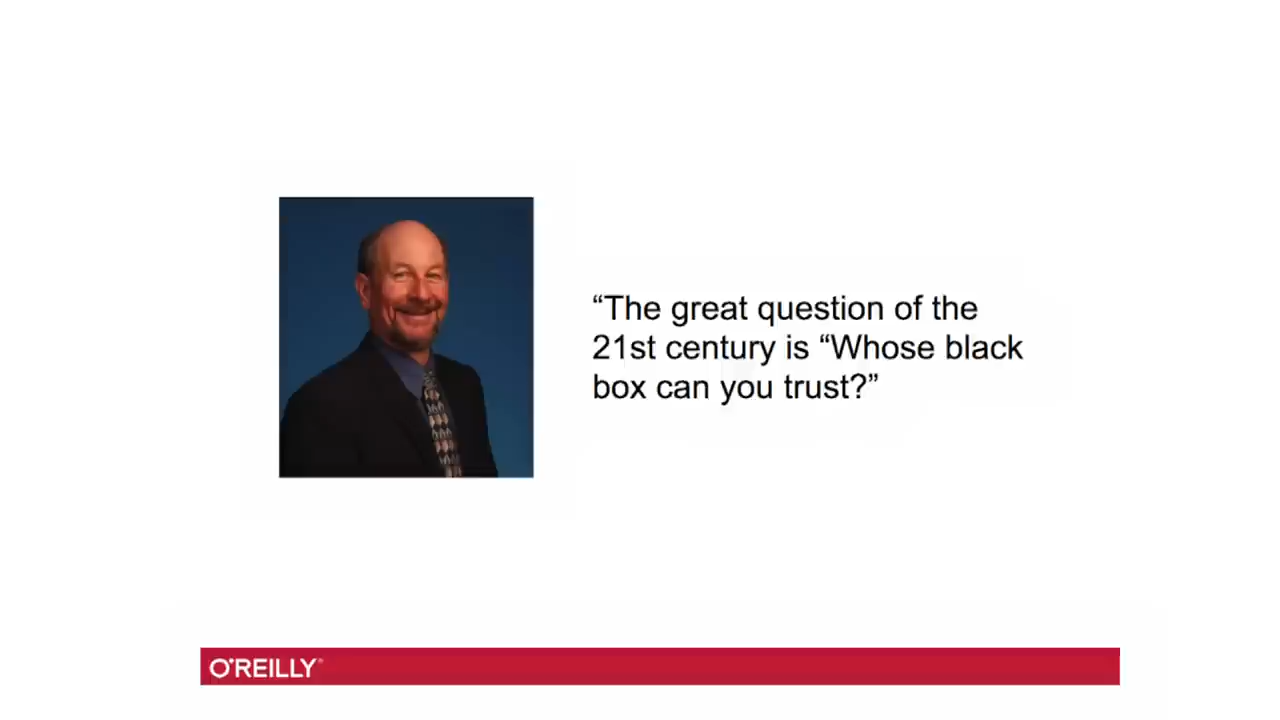 “The great question of the
21st century is “Whose black
box can you trust?”
O'REILLY®